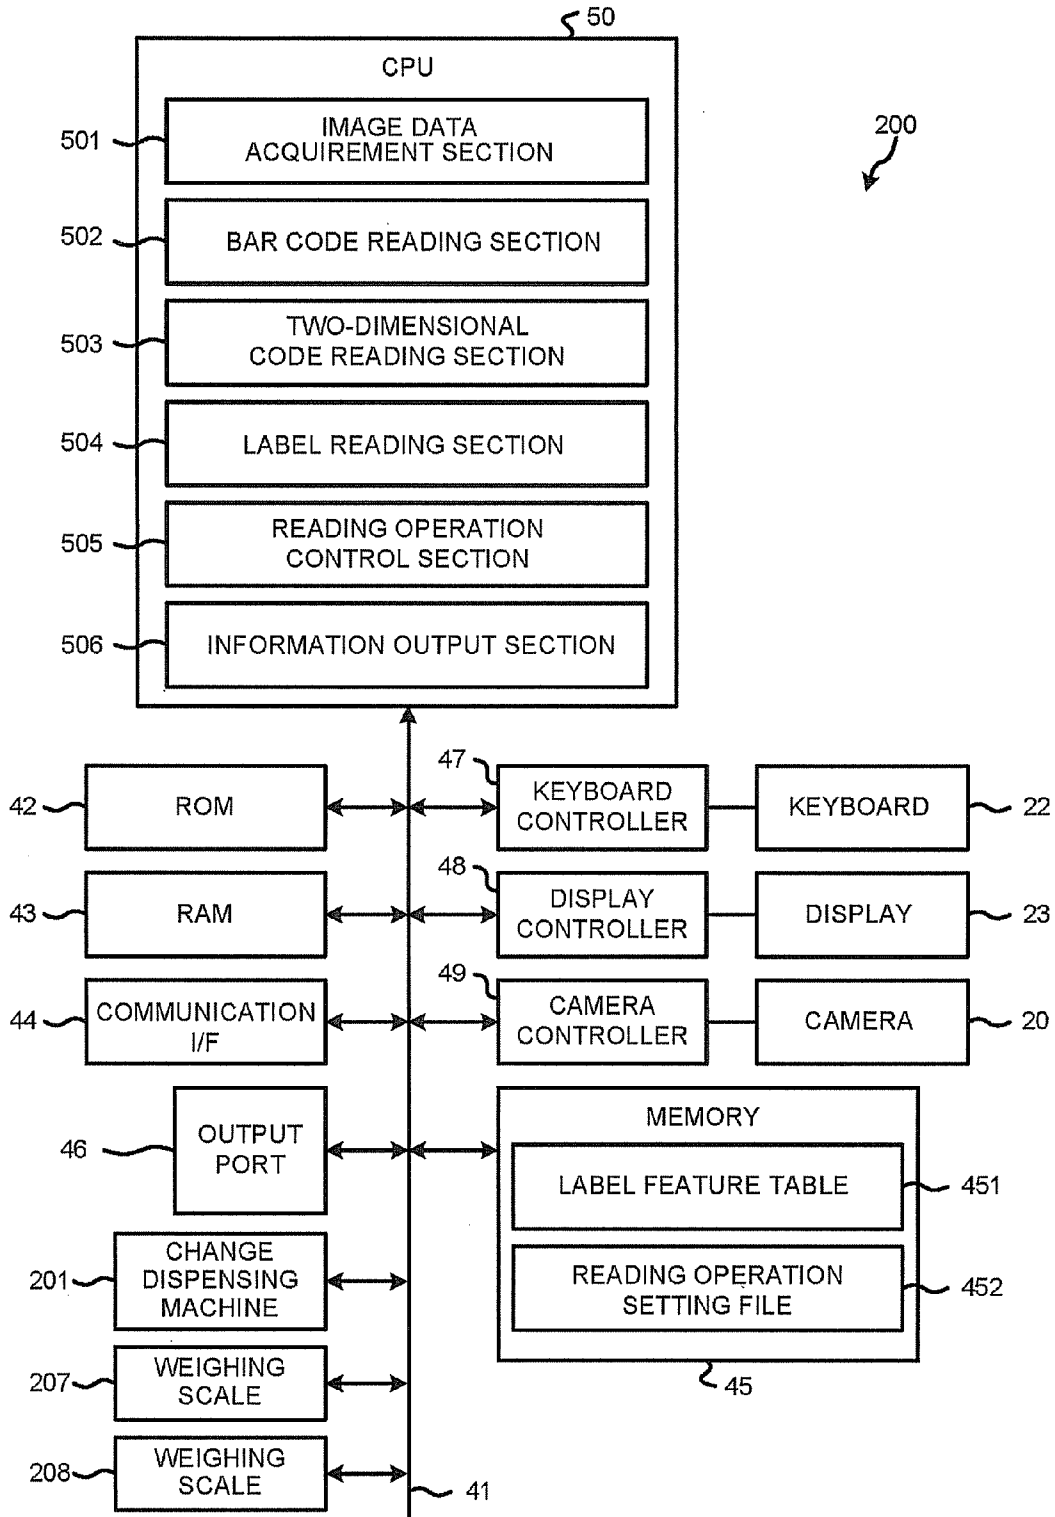 50
CPU
200
501
IMAGE DATA
ACQUIREMENT SECTION
502
BAR CODE READING SECTION
503
TWO-DIMENSIONAL
CODE READING SECTION
504
LABEL READING SECTION
505
READING OPERATION
CONTROL SECTION
506
INFORMATION OUTPUT SECTION
42
ROM
47
KEYBOARD
CONTROLLER
KEYBOARD
22
43
RAM
48
DISPLAY
CONTROLLER
DISPLAY
23
44
COMMUNICATION
I/F
49
CAMERA
CONTROLLER
CAMERA
20
46
OUTPUT
PORT
MEMORY
LABEL FEATURE TABLE
451
READING OPERATION
SETTING FILE
452
45
201
CHANGE
DISPENSING
MACHINE
207
WEIGHING
SCALE
208
WEIGHING
SCALE
41